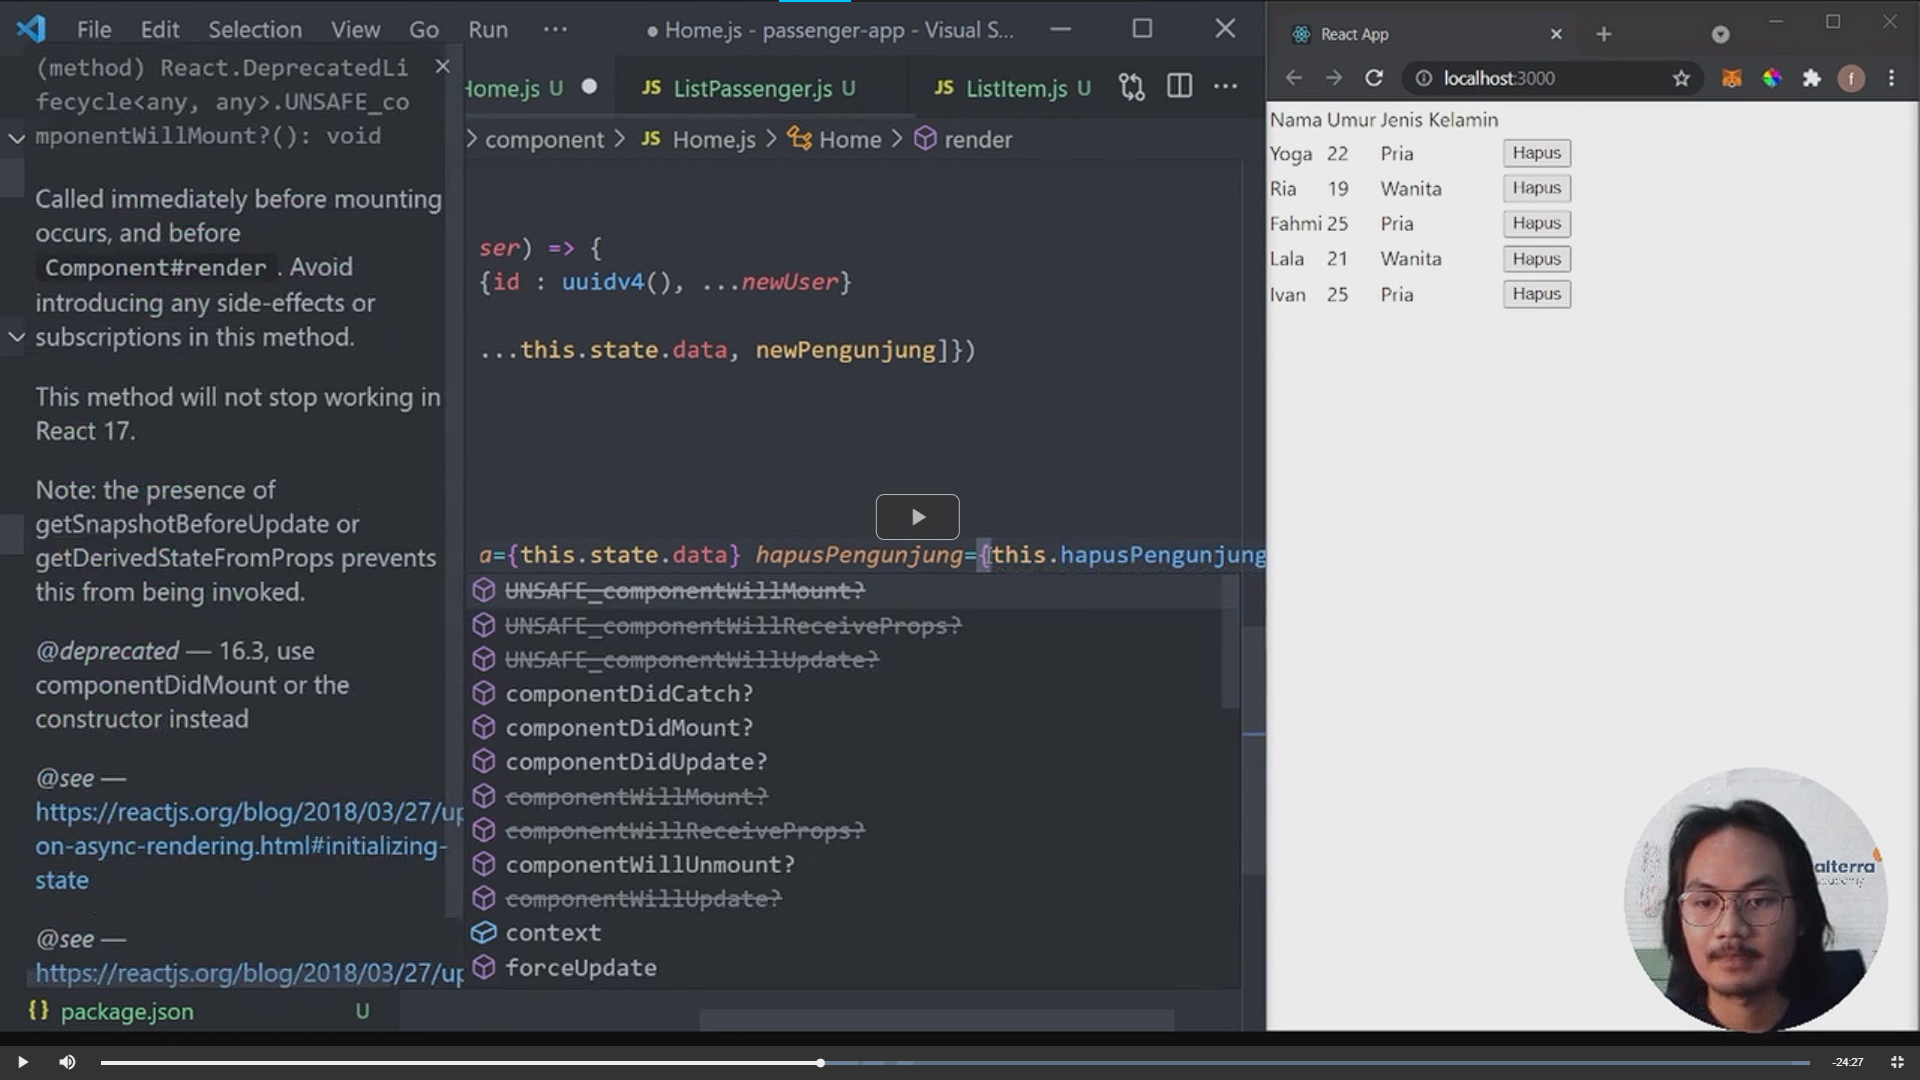 File Edit Selection View Go Run ··· ● Home.js - passenger-app - Visual S...
(method) React.DeprecatedLi
fecycle<any, any>.UNSAFE_co
mponentWillMount?(): void
Called immediately before mounting
occurs, and before
Component#render . Avoid
introducing any side-effects or
subscriptions in this method.
This method will not stop working in
React 17.
Note: the presence of
getSnapshotBeforeUpdate or
getDerivedStateFromProps prevents
this from being invoked.
@deprecated — 16.3, use
componentDidMount or the
constructor instead
@see —
https://reactjs.org/blog/2018/03/27/up
on-async-rendering.html#initializing-
state
@see —
https://reactjs.org/blog/2018/03/27/up
{} package.json U
Home.js U ● JS ListPassenger.js U JS ListItem.js U ···
> component > JS Home.js > Home > render
ser) => {
{id : uuidv4(), ...newUser}
...this.state.data, newPengunjung]})
a={this.state.data} hapusPengunjung={this.hapusPengunjung
UNSAFE_componentWillMount?
UNSAFE_componentWillReceiveProps?
UNSAFE_componentWillUpdate?
componentDidCatch?
componentDidMount?
componentDidUpdate?
componentWillMount?
componentWillReceiveProps?
componentWillUnmount?
componentWillUpdate?
context
forceUpdate
React App
localhost:3000
f
Nama Umur Jenis Kelamin
Yoga 22 Pria Hapus
Ria 19 Wanita Hapus
Fahmi 25 Pria Hapus
Lala 21 Wanita Hapus
Ivan 25 Pria Hapus
alterra
academy
-24:27